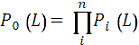 P₀ (L) = ∏ⁿᵢ Pᵢ (L)